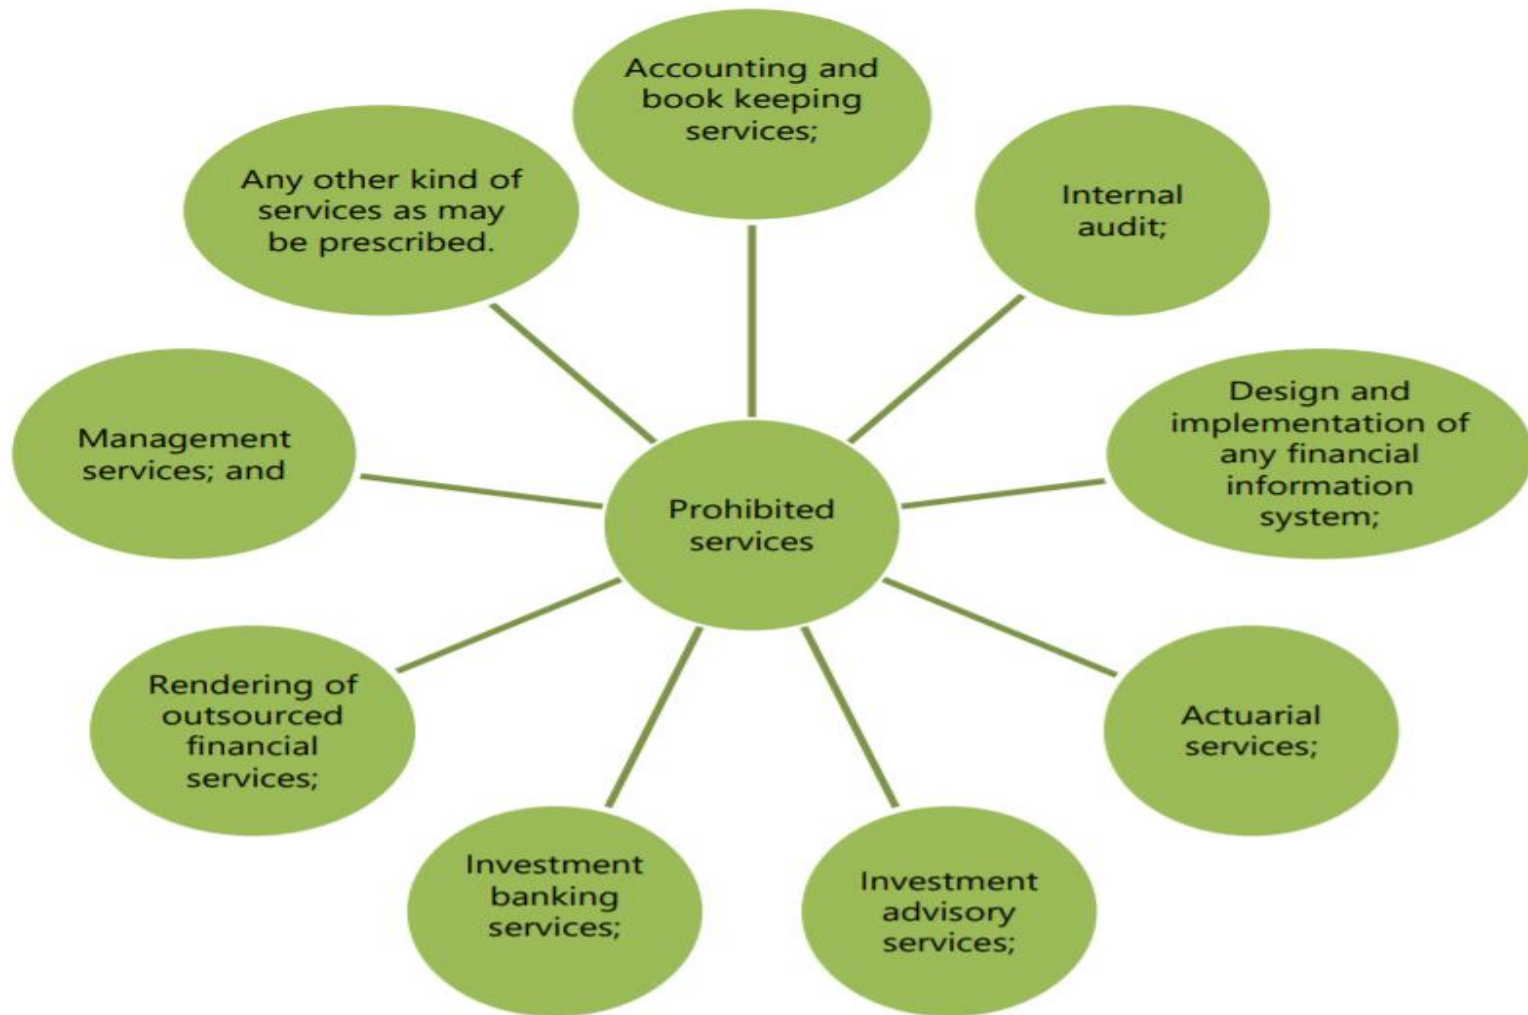 Accounting and
book keeping
services;
Internal
audit;
Design and
implementation of
any financial
information
system;
Actuarial
services;
Investment
advisory
services;
Investment
banking
services;
Rendering of
outsourced
financial
services;
Management
services; and
Any other kind of
services as may
be prescribed.
Prohibited
services